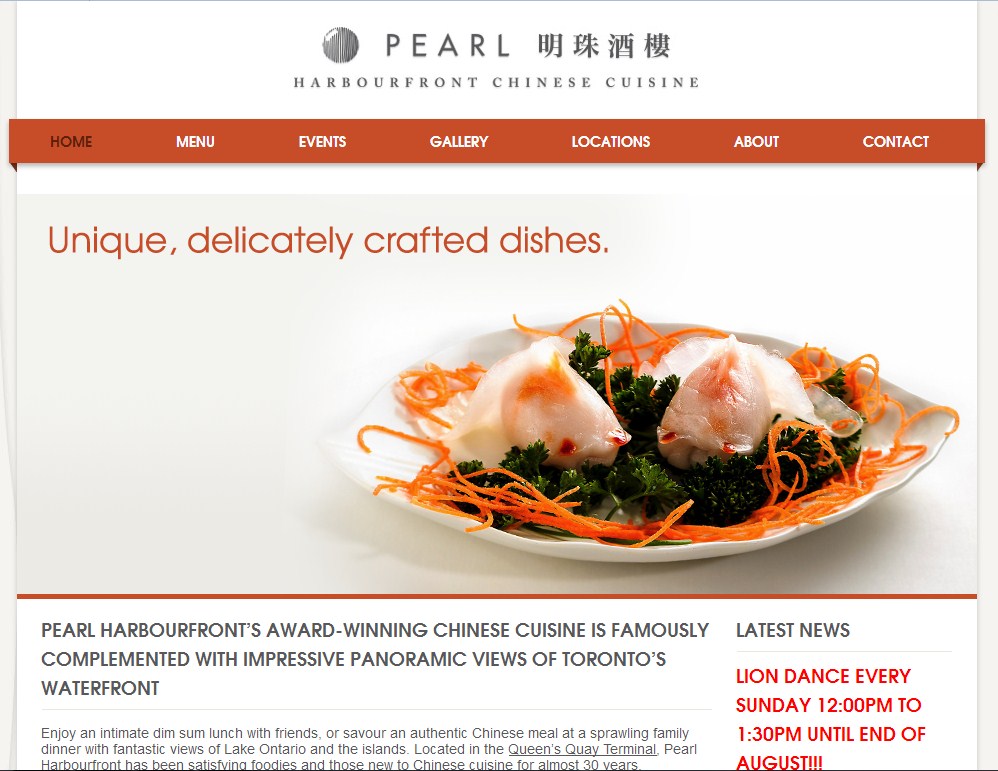 PEARL 明珠酒樓
HARBOURFRONT CHINESE CUISINE
HOME MENU EVENTS GALLERY LOCATIONS ABOUT CONTACT
Unique, delicately crafted dishes.
PEARL HARBOURFRONT’S AWARD-WINNING CHINESE CUISINE IS FAMOUSLY
COMPLEMENTED WITH IMPRESSIVE PANORAMIC VIEWS OF TORONTO’S
WATERFRONT
Enjoy an intimate dim sum lunch with friends, or savour an authentic Chinese meal at a sprawling family
dinner with fantastic views of Lake Ontario and the islands. Located in the Queen’s Quay Terminal, Pearl
Harbourfront has been satisfying foodies and those new to Chinese cuisine for almost 30 years.
LATEST NEWS
LION DANCE EVERY
SUNDAY 12:00PM TO
1:30PM UNTIL END OF
AUGUST!!!